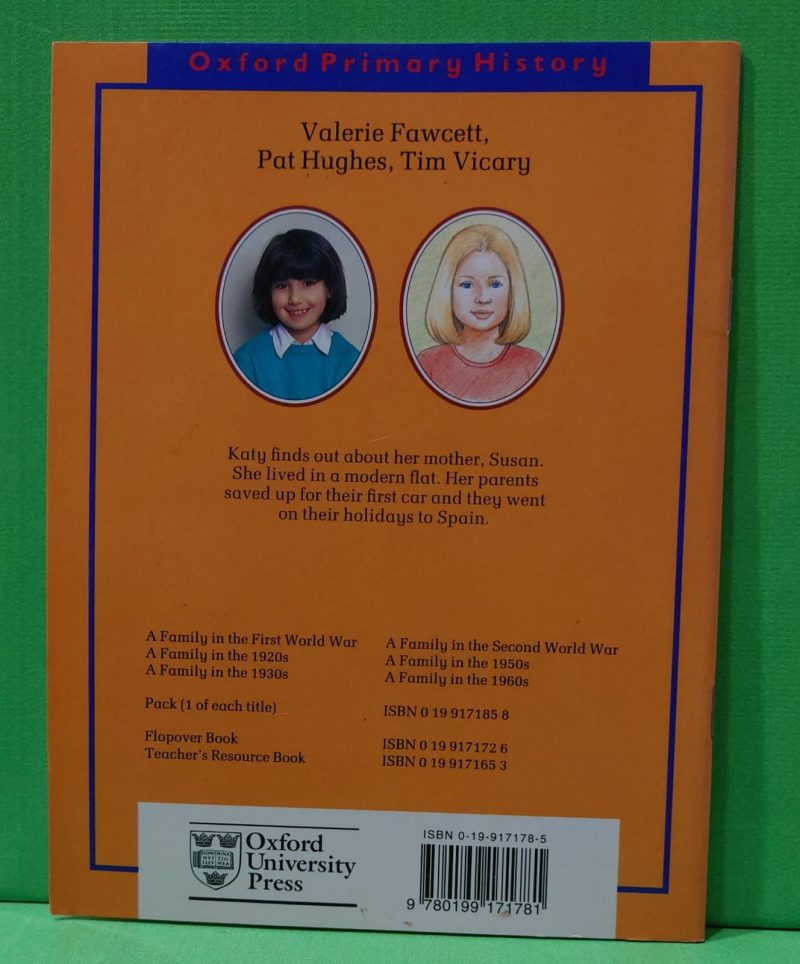 Oxford Primary History
Valerie Fawcett,
Pat Hughes, Tim Vicary
Katy finds out about her mother, Susan.
She lived in a modern flat. Her parents
saved up for their first car and they went
on their holidays to Spain.
A Family in the First World War
A Family in the 1920s
A Family in the 1930s
A Family in the Second World War
A Family in the 1950s
A Family in the 1960s
Pack (1 of each title)
ISBN 0 19 917185 8
Flopover Book
ISBN 0 19 917172 6
Teacher's Resource Book
ISBN 0 19 917165 3
DOMINUS
Oxford
University
Press
ISBN 0-19-917178-5
9 780199 171781